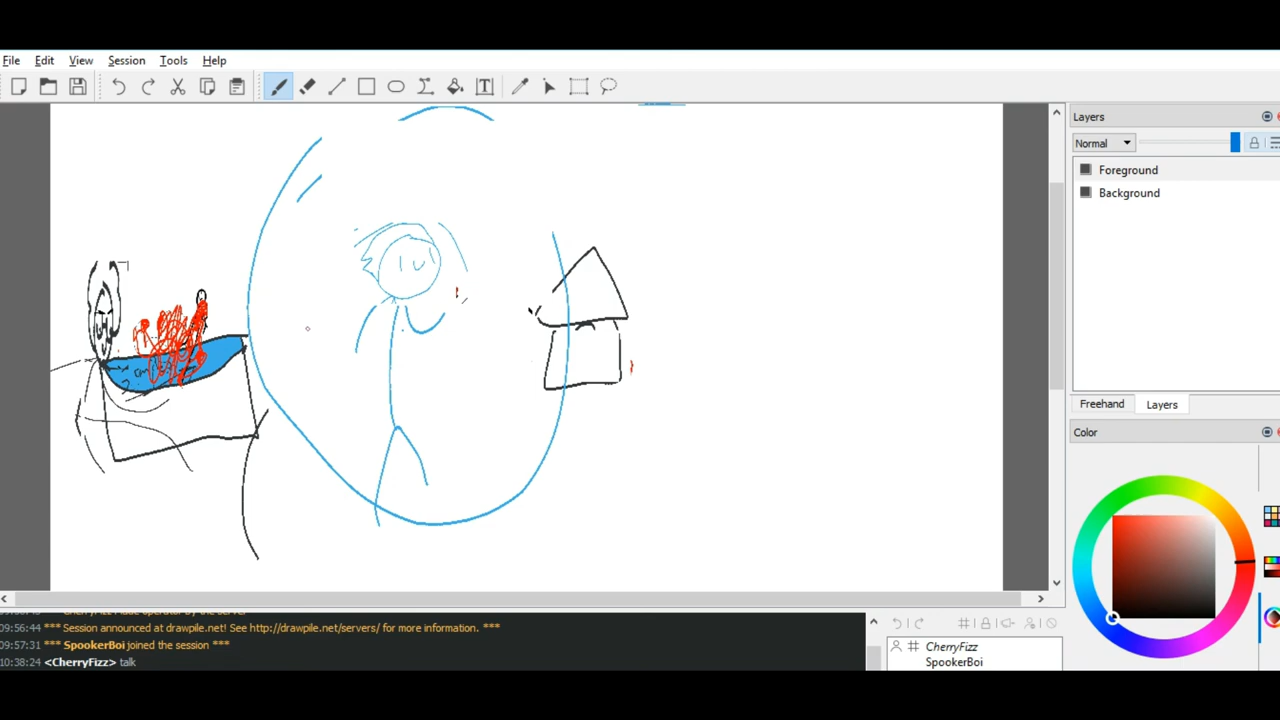 File Edit View Session Tools Help
Layers
Normal
Foreground
Background
Freehand Layers
Color
09:56:44 *** Session announced at drawpile.net! See http://drawpile.net/servers/ for more information. ***
09:57:31 *** SpookerBoi joined the session ***
10:38:24 <CherryFizz> talk
CherryFizz
SpookerBoi